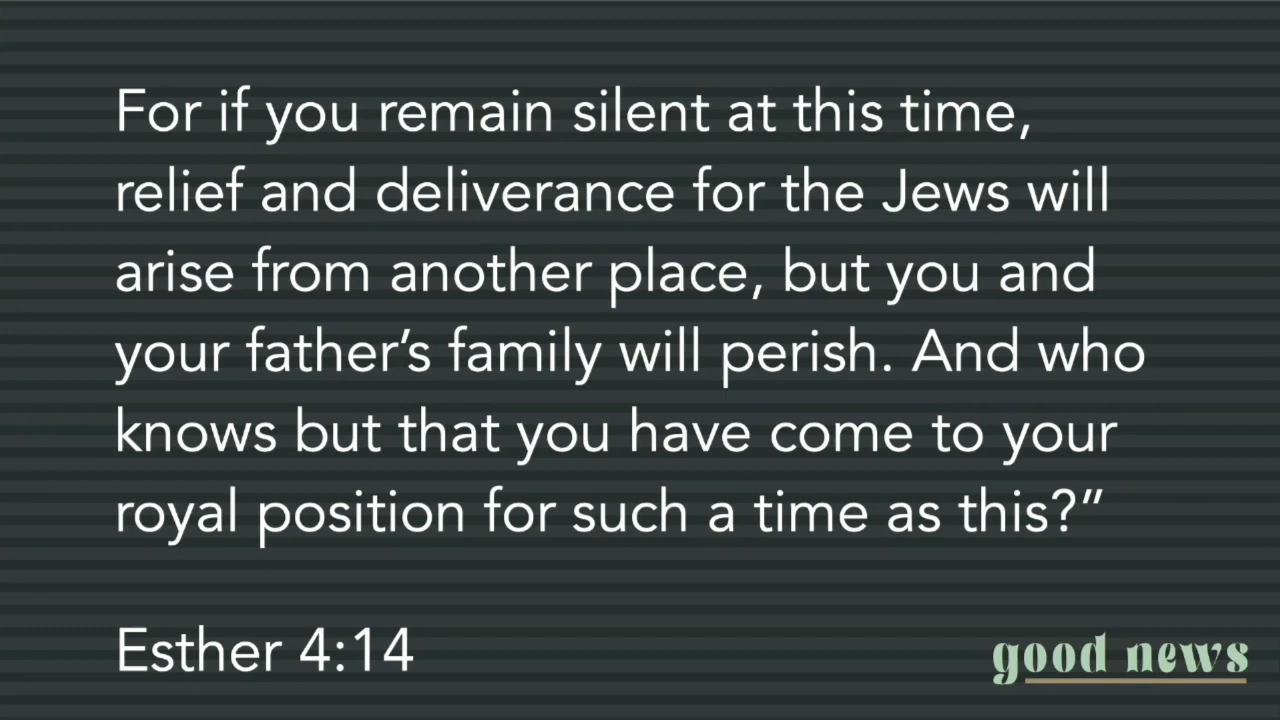 For if you remain silent at this time,
relief and deliverance for the Jews will
arise from another place, but you and
your father’s family will perish. And who
knows but that you have come to your
royal position for such a time as this?”
Esther 4:14
good news